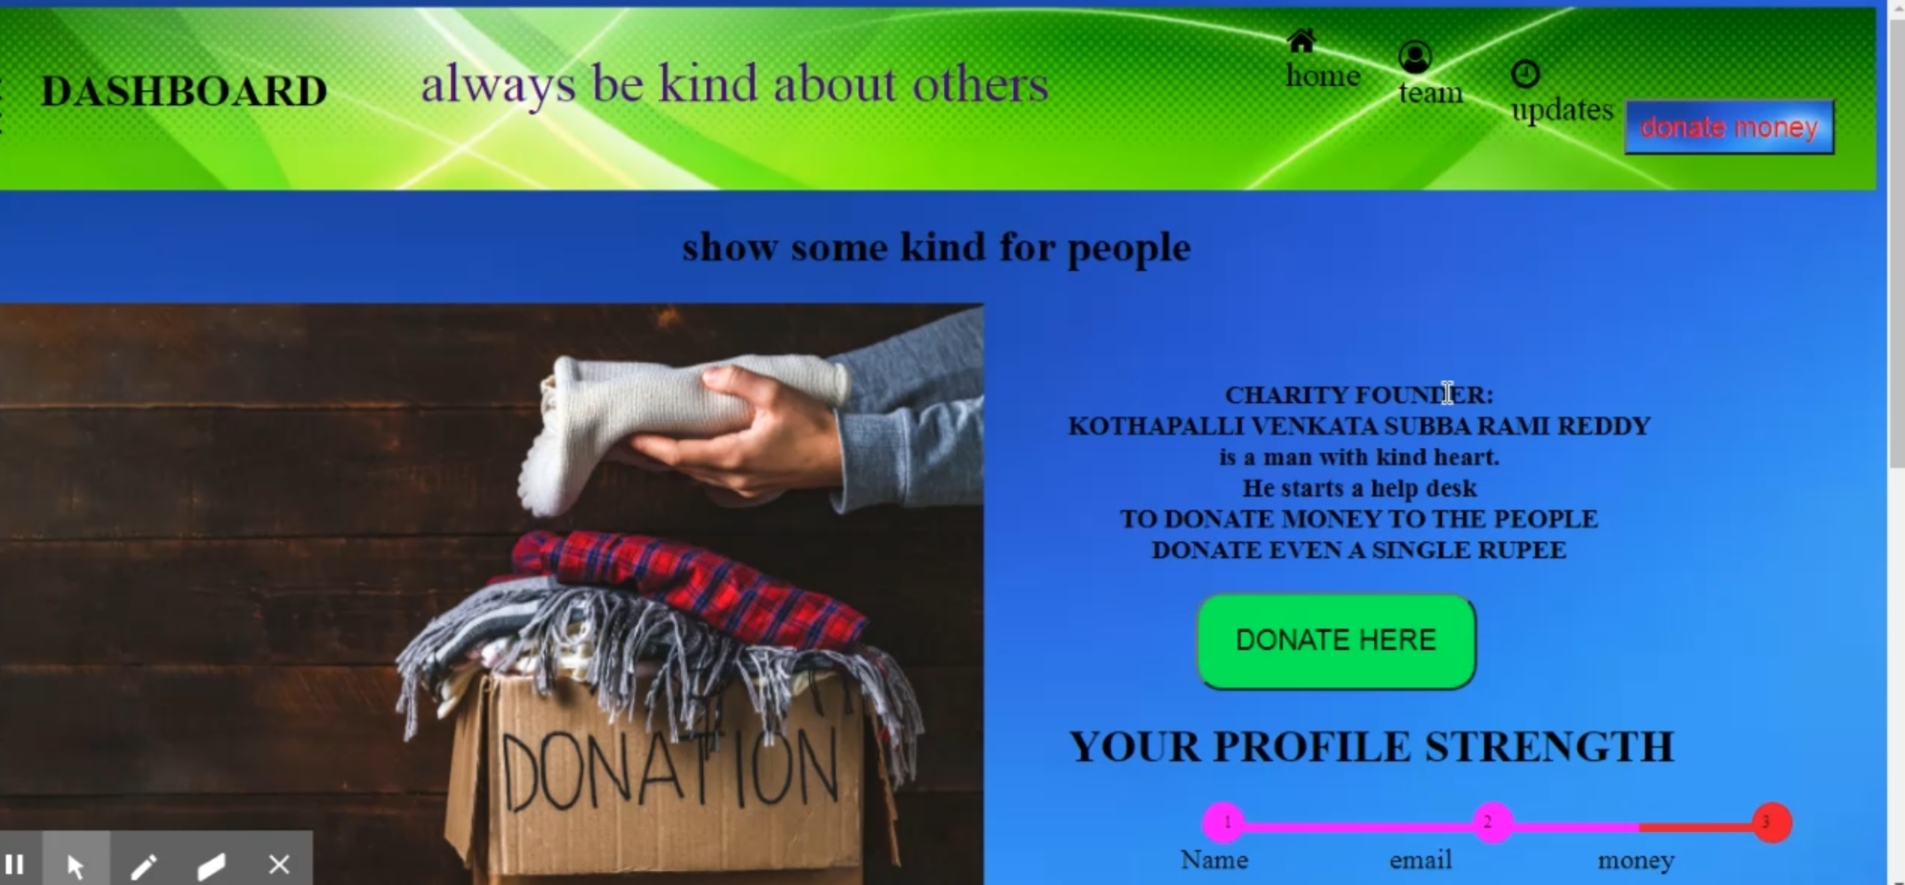 DASHBOARD
always be kind about others
home
team
updates
donate money
show some kind for people
CHARITY FOUNDER:
KOTHAPALLI VENKATA SUBBA RAMI REDDY
is a man with kind heart.
He starts a help desk
TO DONATE MONEY TO THE PEOPLE
DONATE EVEN A SINGLE RUPEE
DONATE HERE
DONATION
YOUR PROFILE STRENGTH
1 2 3
Name email money